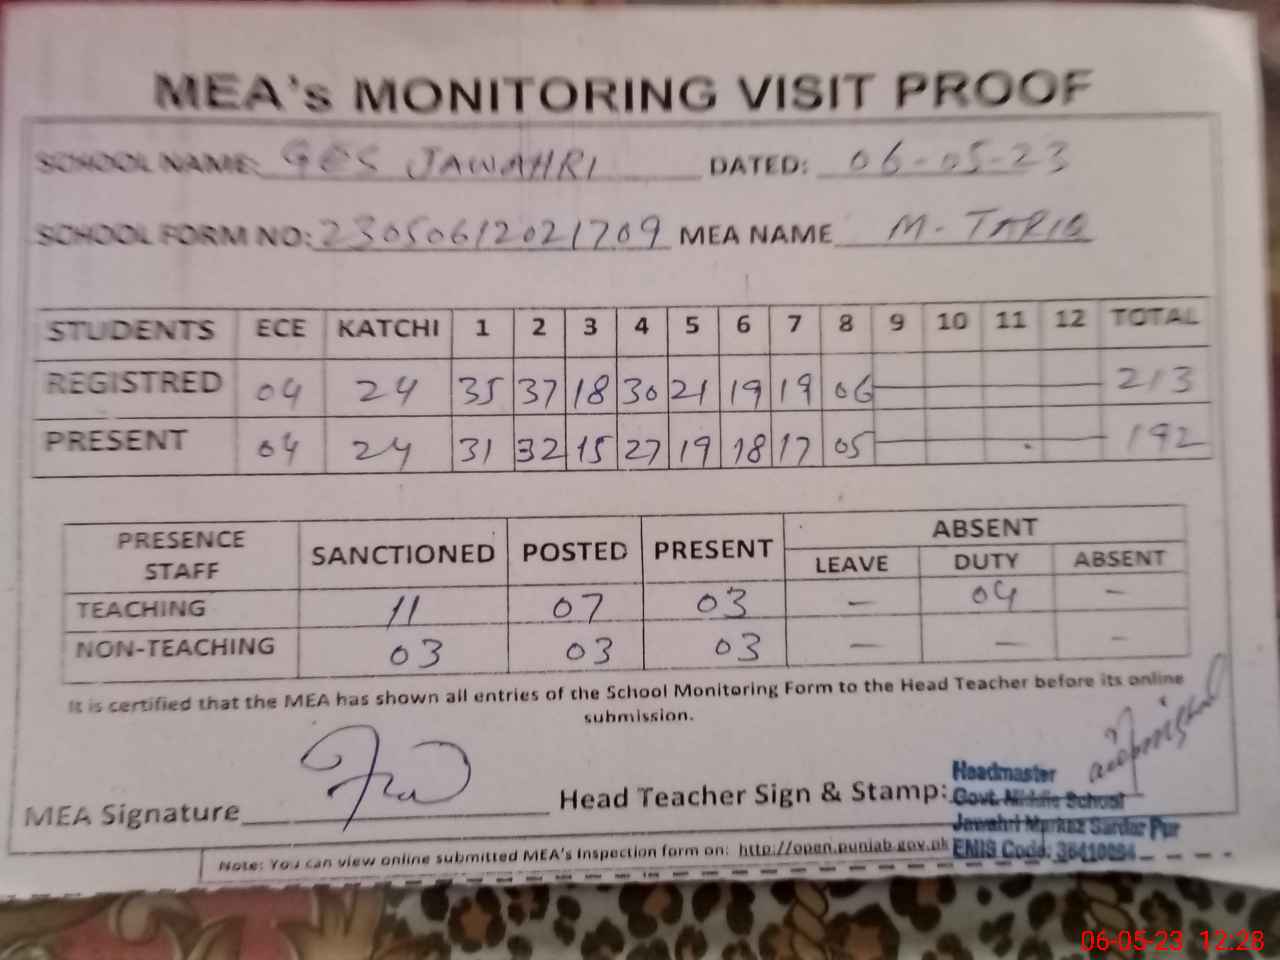 MEA's MONITORING VISIT PROOF
SCHOOL NAME: GES JAWAHRI DATED: 06-05-23
SCHOOL FORM NO: 23050612021709 MEA NAME M. TARIQ
STUDENTS ECE KATCHI 1 2 3 4 5 6 7 8 9 10 11 12 TOTAL
REGISTRED 04 24 35 37 18 30 21 19 19 06 213
PRESENT 04 24 31 32 15 27 19 18 17 05 192
PRESENCE STAFF SANCTIONED POSTED PRESENT ABSENT
LEAVE DUTY ABSENT
TEACHING 11 07 03 — 04 —
NON-TEACHING 03 03 03 — — —
It is certified that the MEA has shown all entries of the School Monitoring Form to the Head Teacher before its online
submission.
MEA Signature Head Teacher Sign & Stamp:
Headmaster
Govt. Middle School
Jawahri Markaz Sardar Pur
EMIS Code:
Note: You can view online submitted MEA's Inspection form on: http://open.punjab.gov.pk
06-05-23 12:28